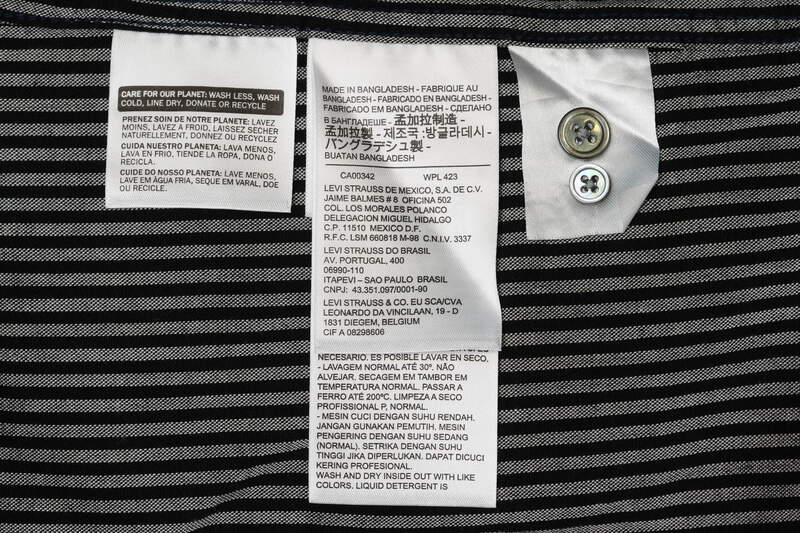 CARE FOR OUR PLANET: WASH LESS, WASH
COLD, LINE DRY, DONATE OR RECYCLE
PRENEZ SOIN DE NOTRE PLANETE: LAVEZ
MOINS, LAVEZ A FROID, LAISSEZ SÉCHER
NATURELLEMENT, DONNEZ OU RECYCLEZ
CUIDA NUESTRO PLANETA: LAVA MENOS,
LAVA EN FRIO, TIENDE LA ROPA, DONA O
RECICLA.
CUIDE DO NOSSO PLANETA: LAVE MENOS,
LAVE EM ÁGUA FRIA, SEQUE EM VARAL, DOE
OU RECICLE.
MADE IN BANGLADESH - FABRIQUE AU
BANGLADESH - FABRICADO EN BANGLADESH -
FABRICADO EM BANGLADESH - СДЕЛАНО
В БАНГЛАДЕШЕ - 孟加拉制造 -
孟加拉製 - 제조국 :방글라데시 -
バングラデシュ製 -
BUATAN BANGLADESH
CA00342 WPL 423
LEVI STRAUSS DE MEXICO, S.A. DE C.V.
JAIME BALMES # 8 OFICINA 502
COL. LOS MORALES POLANCO
DELEGACION MIGUEL HIDALGO
C.P. 11510 MEXICO D.F.
R.F.C. LSM 660818 M-98 C.N.I.V. 3337
LEVI STRAUSS DO BRASIL
AV. PORTUGAL, 400
06990-110
ITAPEVI – SAO PAULO BRASIL
CNPJ: 43.351.097/0001-90
LEVI STRAUSS & CO. EU SCA/CVA
LEONARDO DA VINCILAAN, 19 - D
1831 DIEGEM, BELGIUM
CIF A 08298606
NECESARIO. ES POSIBLE LAVAR EN SECO.
- LAVAGEM NORMAL ATÉ 30º. NÃO
ALVEJAR. SECAGEM EM TAMBOR EM
TEMPERATURA NORMAL. PASSAR A
FERRO ATÉ 200ºC. LIMPEZA A SECO
PROFISSIONAL P, NORMAL.
- MESIN CUCI DENGAN SUHU RENDAH.
JANGAN GUNAKAN PEMUTIH. MESIN
PENGERING DENGAN SUHU SEDANG
(NORMAL). SETRIKA DENGAN SUHU
TINGGI JIKA DIPERLUKAN. DAPAT DICUCI
KERING PROFESIONAL.
WASH AND DRY INSIDE OUT WITH LIKE
COLORS. LIQUID DETERGENT IS